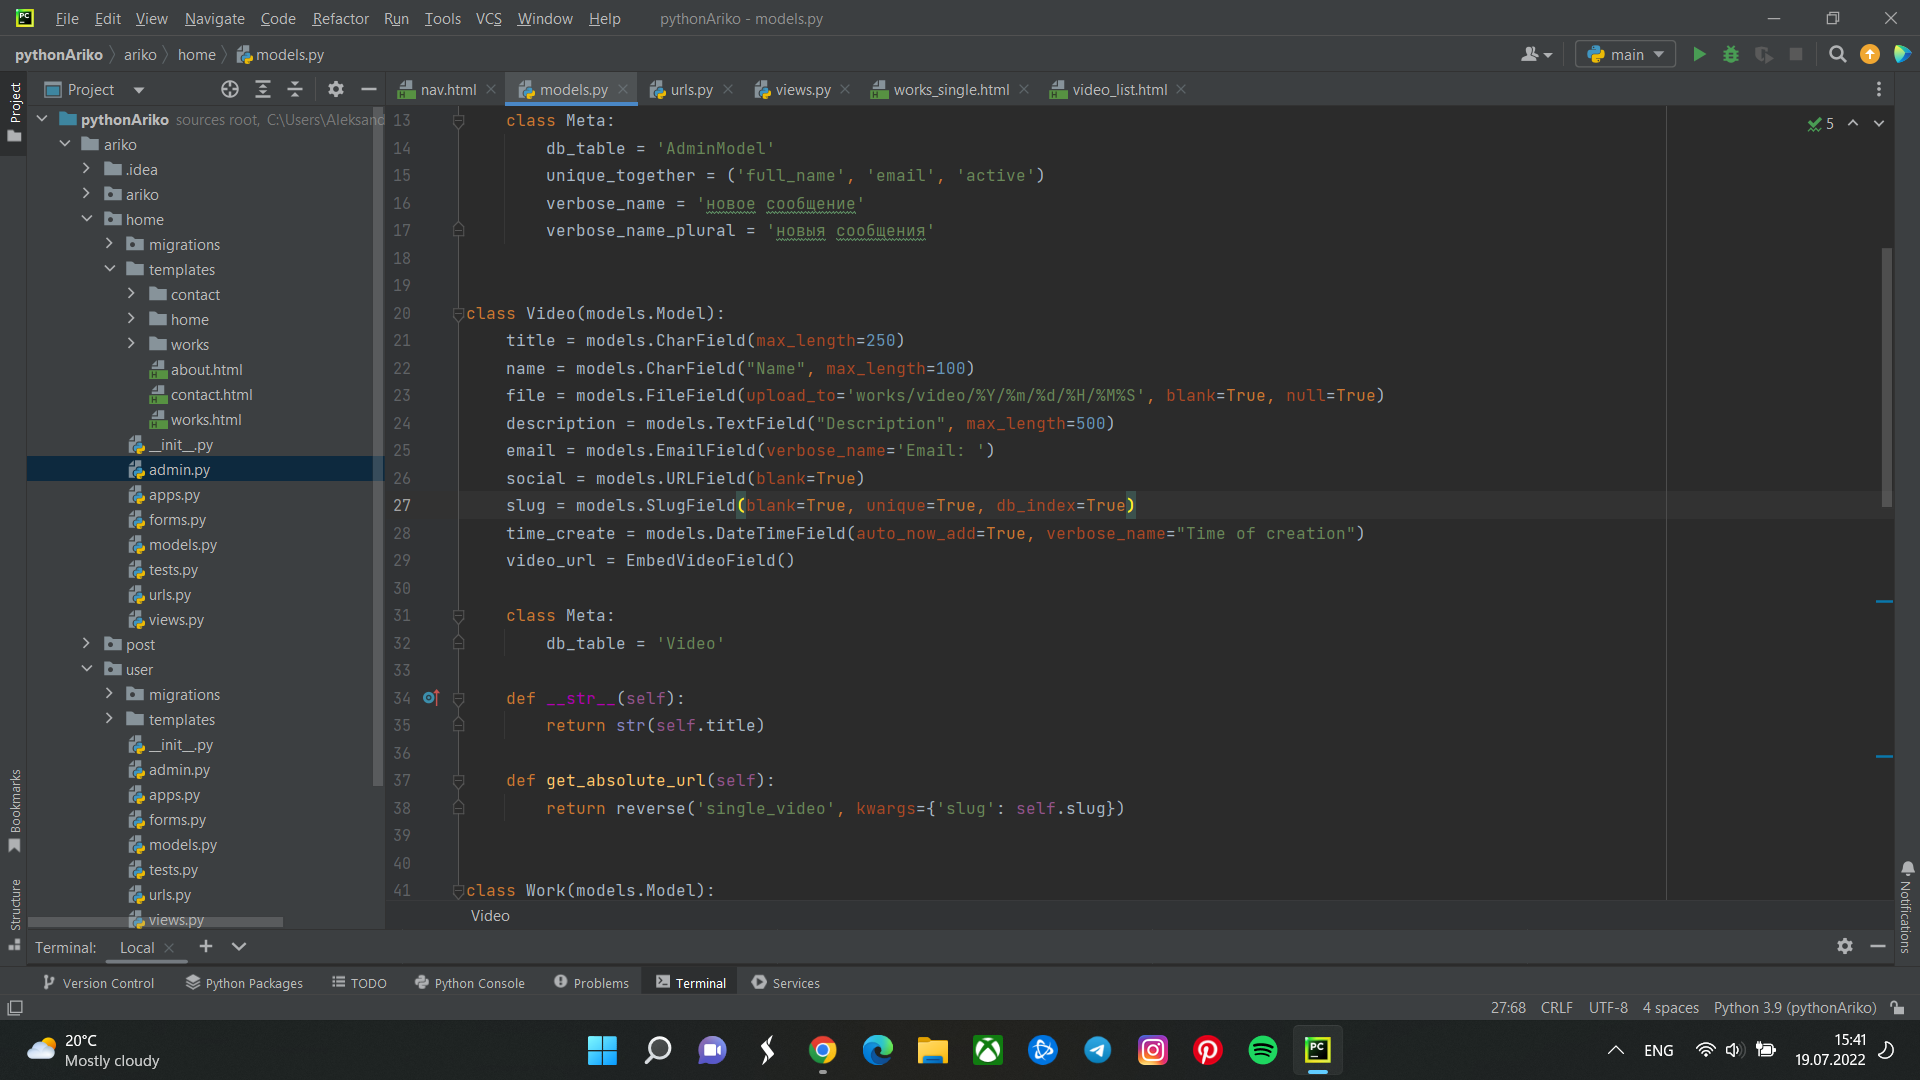 File Edit View Navigate Code Refactor Run Tools VCS Window Help pythonAriko - models.py
pythonAriko ariko home models.py main
Project
Project
nav.html models.py urls.py views.py works_single.html video_list.html
pythonAriko sources root, C:\Users\Aleksand
ariko
.idea
ariko
home
migrations
templates
contact
home
works
about.html
contact.html
works.html
__init__.py
admin.py
apps.py
forms.py
models.py
tests.py
urls.py
views.py
post
user
migrations
templates
__init__.py
admin.py
apps.py
forms.py
models.py
tests.py
urls.py
views.py
Bookmarks
Structure
5
13 class Meta:
14 db_table = 'AdminModel'
15 unique_together = ('full_name', 'email', 'active')
16 verbose_name = 'новое сообщение'
17 verbose_name_plural = 'новыя сообщения'
18
19
20 class Video(models.Model):
21 title = models.CharField(max_length=250)
22 name = models.CharField("Name", max_length=100)
23 file = models.FileField(upload_to='works/video/%Y/%m/%d/%H/%M%S', blank=True, null=True)
24 description = models.TextField("Description", max_length=500)
25 email = models.EmailField(verbose_name='Email: ')
26 social = models.URLField(blank=True)
27 slug = models.SlugField(blank=True, unique=True, db_index=True)
28 time_create = models.DateTimeField(auto_now_add=True, verbose_name="Time of creation")
29 video_url = EmbedVideoField()
30
31 class Meta:
32 db_table = 'Video'
33
34 def __str__(self):
35 return str(self.title)
36
37 def get_absolute_url(self):
38 return reverse('single_video', kwargs={'slug': self.slug})
39
40
41 class Work(models.Model):
Video
Notifications
Terminal: Local
Version Control Python Packages TODO Python Console Problems Terminal Services
27:68 CRLF UTF-8 4 spaces Python 3.9 (pythonAriko)
20°C
Mostly cloudy
ENG
15:41
19.07.2022